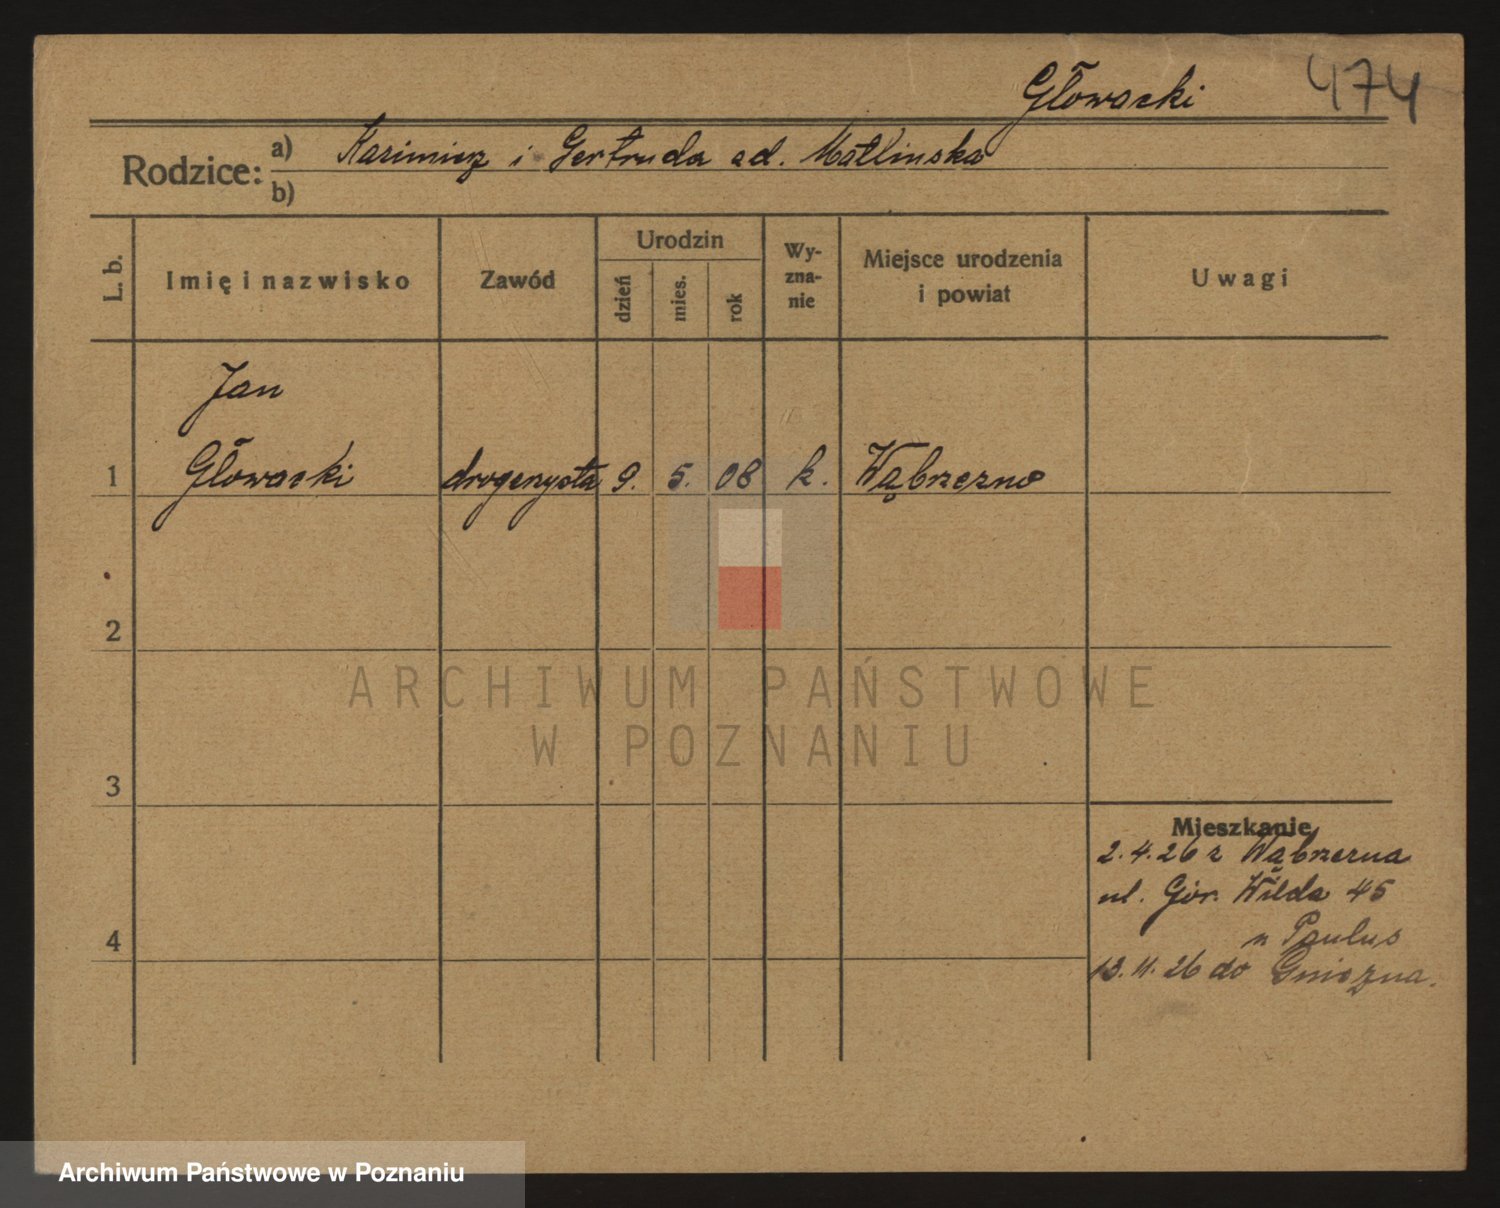 Głowacki 474
Rodzice: a) Kazimierz i Gertruda zd. Matlinska
b)
L. b. Imię i nazwisko Zawód Urodzin dzień mies. rok Wyzna-nie Miejsce urodzenia i powiat Uwagi
Jan
1 Głowacki drogerzysta 9. 5. 08 k. Wąbrzezno
2
3
4
Mieszkanie
2.4.26 z Wąbrzezna
ul. Gór. Wilda 45
u Paulus
13.11.26 do Gniezna.
ARCHIWUM PAŃSTWOWE
W POZNANIU
Archiwum Państwowe w Poznaniu